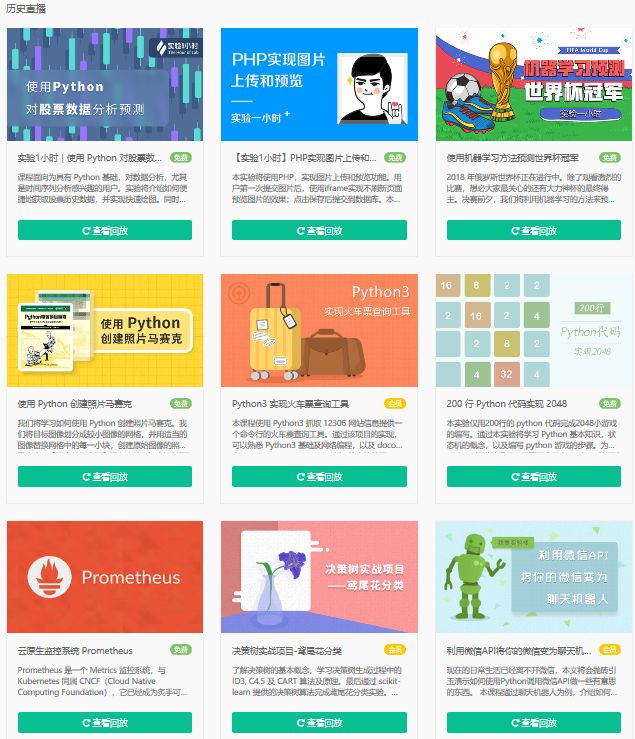 历史直播
实验1小时
The Hour of Lab
使用Python
对股票数据分析预测
PHP实现图片
上传和预览
实验一小时+
FIFA World Cup
机器学习预测
世界杯冠军
实验一小时
实验1小时 | 使用 Python 对股票数...
免费
【实验1小时】PHP实现图片上传和...
免费
使用机器学习方法预测世界杯冠军
免费
课程面向为具有 Python 基础，对数据分析，尤其
是时间序列分析感兴趣的用户。实验将介绍如何便
捷地获取股票历史数据，并实现快速绘图。同时...
本实验将使用PHP，实现图片上传和预览功能。用
户第一次提交图片后，使用iframe实现不刷新页面
预览图片的效果；点击保存后提交到数据库。本...
2018 年俄罗斯世界杯正在进行中。除了观看激烈的
比赛，想必大家最关心的还有大力神杯的最终得
主。决赛前夕，我们将利用机器学习的方法来预...
查看回放
查看回放
查看回放
使用 Python
创建照片马赛克
Python3
实现火车票查询工具
16 8 2 2
2 16 2 4
2 2 8 2
8 4 32 4
200行
Python代码
实现2048
使用 Python 创建照片马赛克
免费
Python3 实现火车票查询工具
会员
200 行 Python 代码实现 2048
免费
我们将学习如何使用 Python 创建照片马赛克。我
们将目标图像划分成较小图像的网格，并用适当的
图像替换网格中的每一小块，创建原始图像的照...
本课程使用 Python3 抓取 12306 网站信息提供一
个命令行的火车票查询工具。通过该项目的实现，
可以熟悉 Python3 基础及网络编程，以及 doco...
本实验仅用200行的 python 代码完成2048小游戏
的编写。通过本实验将学习 Python 基本知识，状
态机的概念，以及编写 python 游戏的步骤。为...
查看回放
查看回放
查看回放
Prometheus
决策树实战项目
——鸢尾花分类
利用微信API
将你的微信变为
聊天机器人
云原生监控系统 Prometheus
免费
决策树实战项目-鸢尾花分类
会员
利用微信API将你的微信变为聊天机...
会员
Prometheus 是一个 Metrics 监控系统，与
Kubernetes 同属 CNCF（Cloud Native
Computing Foundation），它已经成为炙手可...
了解决策树的基本概念，学习决策树生成过程中的
ID3, C4.5 及 CART 算法及原理。最后通过 scikit-
learn 提供的决策树算法完成鸢尾花分类实验。...
现在的日常生活已经离不开微信，本文将会抛砖引
玉演示如何使用Python调用微信API做一些有意思
的东西。 本课程通过聊天机器人为例，介绍如何...
查看回放
查看回放
查看回放